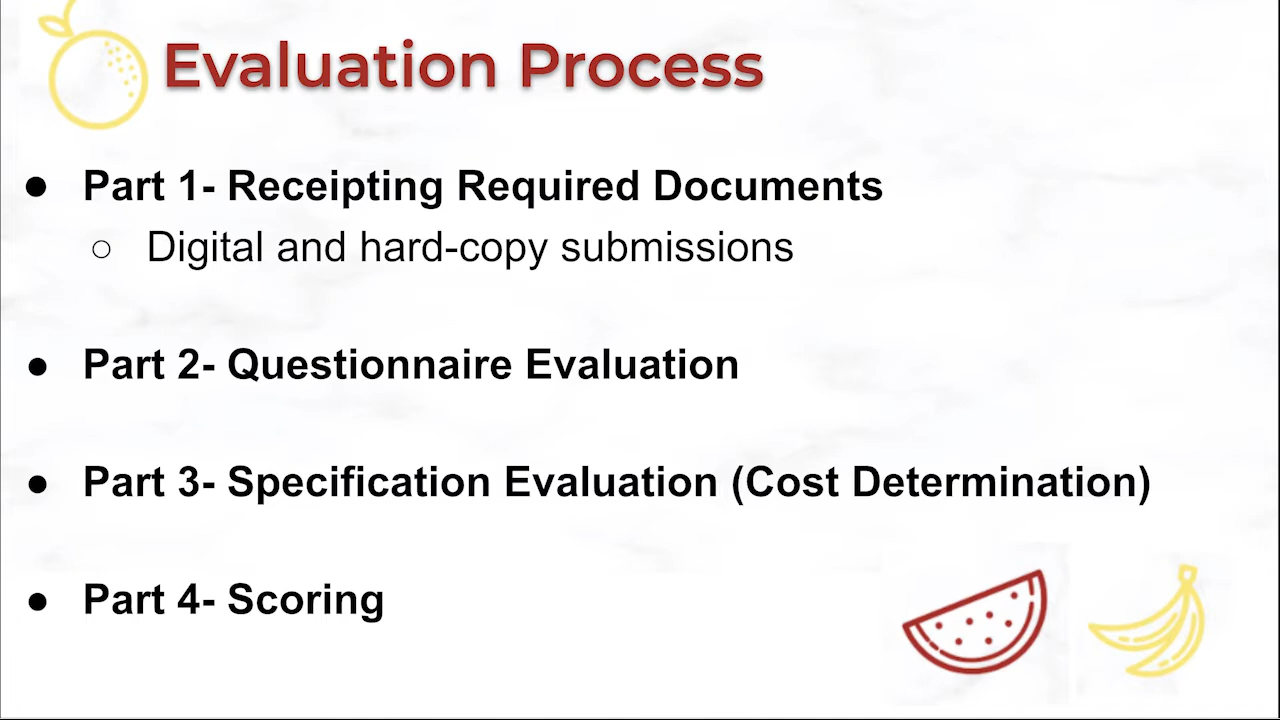 Evaluation Process
● Part 1- Receipting Required Documents
○ Digital and hard-copy submissions
● Part 2- Questionnaire Evaluation
● Part 3- Specification Evaluation (Cost Determination)
● Part 4- Scoring